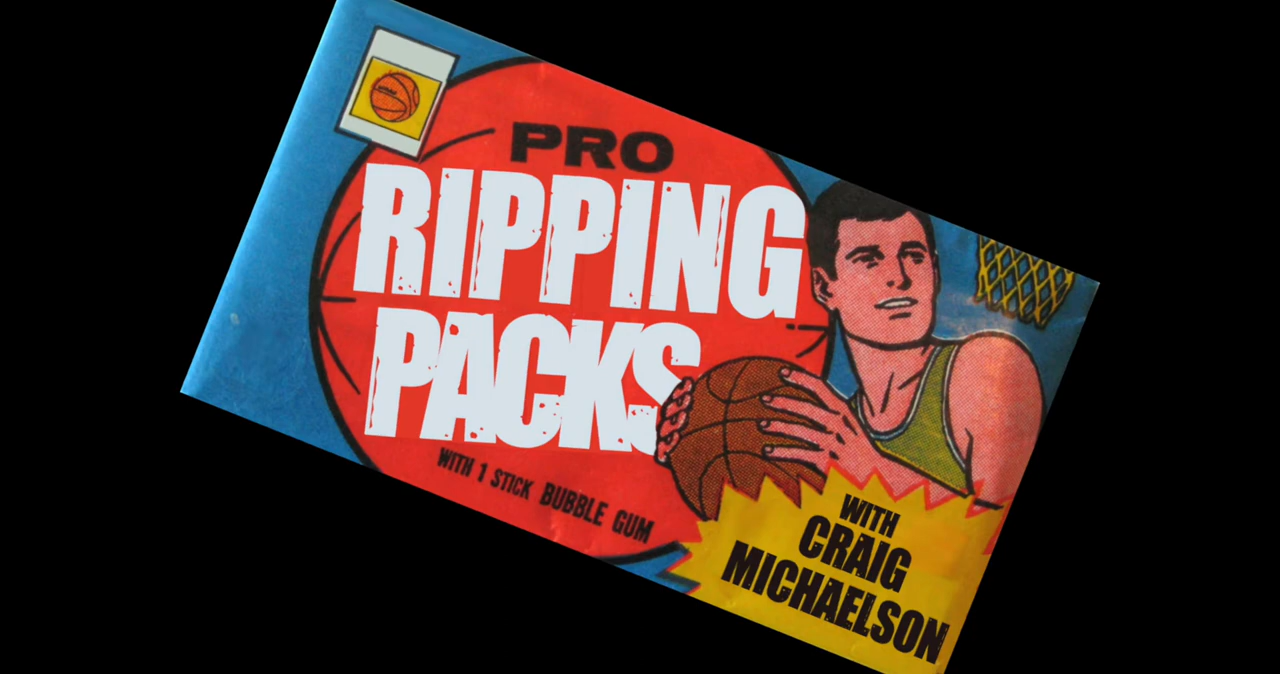 PRO
RIPPING
PACKS
WITH 1 STICK BUBBLE GUM
WITH
CRAIG
MICHAELSON